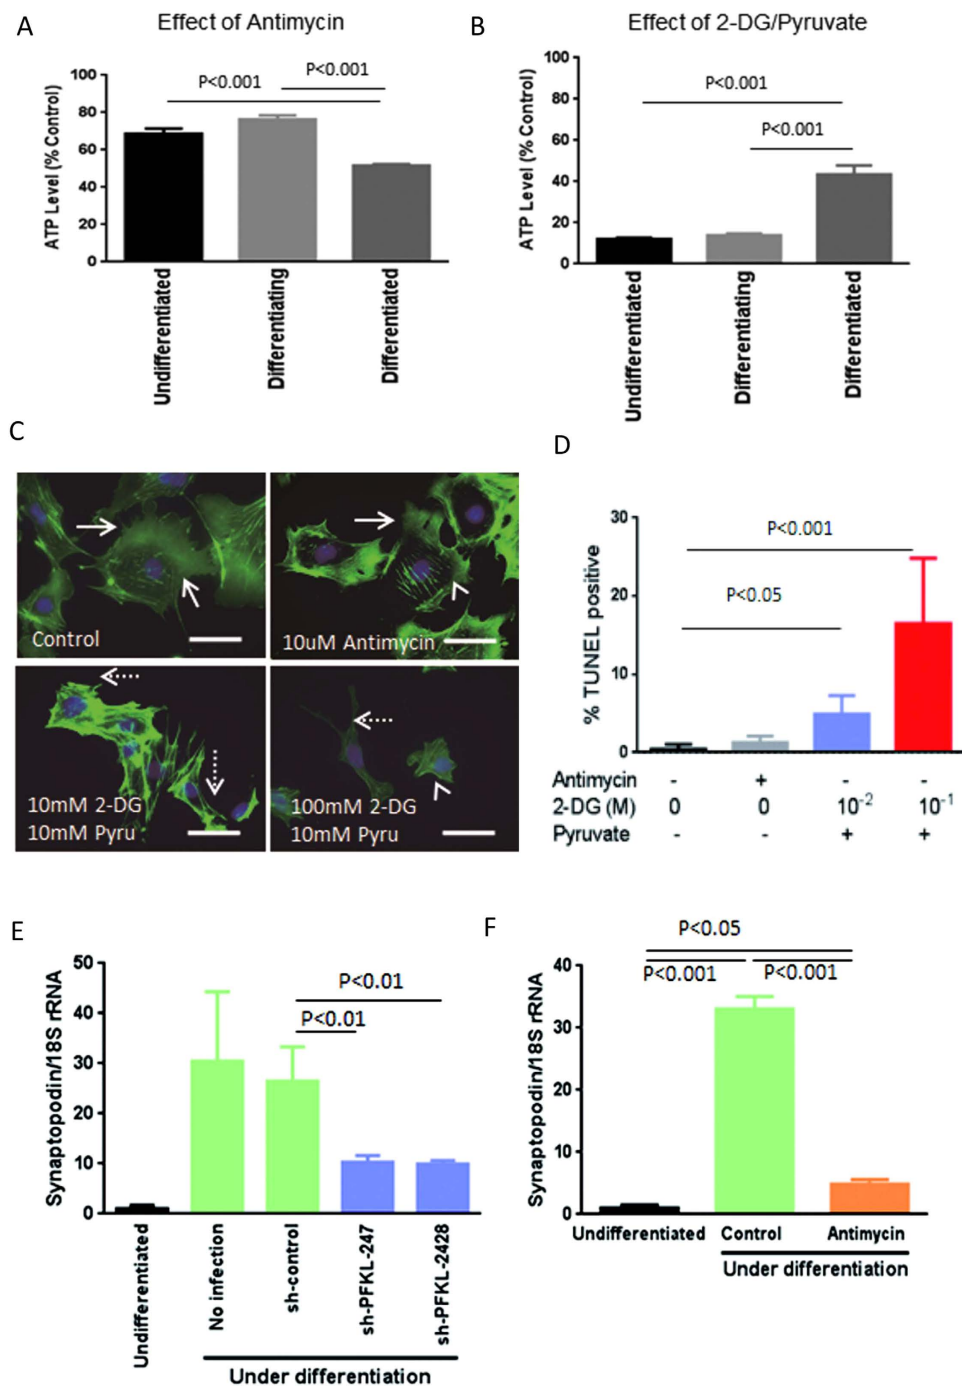 A
Effect of Antimycin
P<0.001
P<0.001
ATP Level (% Control)
100
80
60
40
20
0
Undifferentiated
Differentiating
Differentiated
B
Effect of 2-DG/Pyruvate
P<0.001
P<0.001
ATP Level (% Control)
100
80
60
40
20
0
Undifferentiated
Differentiating
Differentiated
C
Control
10uM Antimycin
10mM 2-DG
10mM Pyru
100mM 2-DG
10mM Pyru
D
P<0.001
P<0.05
% TUNEL positive
30
20
10
0
Antimycin - + - -
2-DG (M) 0 0 10⁻² 10⁻¹
Pyruvate - - + +
E
P<0.01
P<0.01
Synaptopodin/18S rRNA
50
40
30
20
10
0
Undifferentiated
No infection
sh-control
sh-PFKL-247
sh-PFKL-2428
Under differentiation
F
P<0.05
P<0.001 P<0.001
Synaptopodin/18S rRNA
40
30
20
10
0
Undifferentiated Control Antimycin
Under differentiation